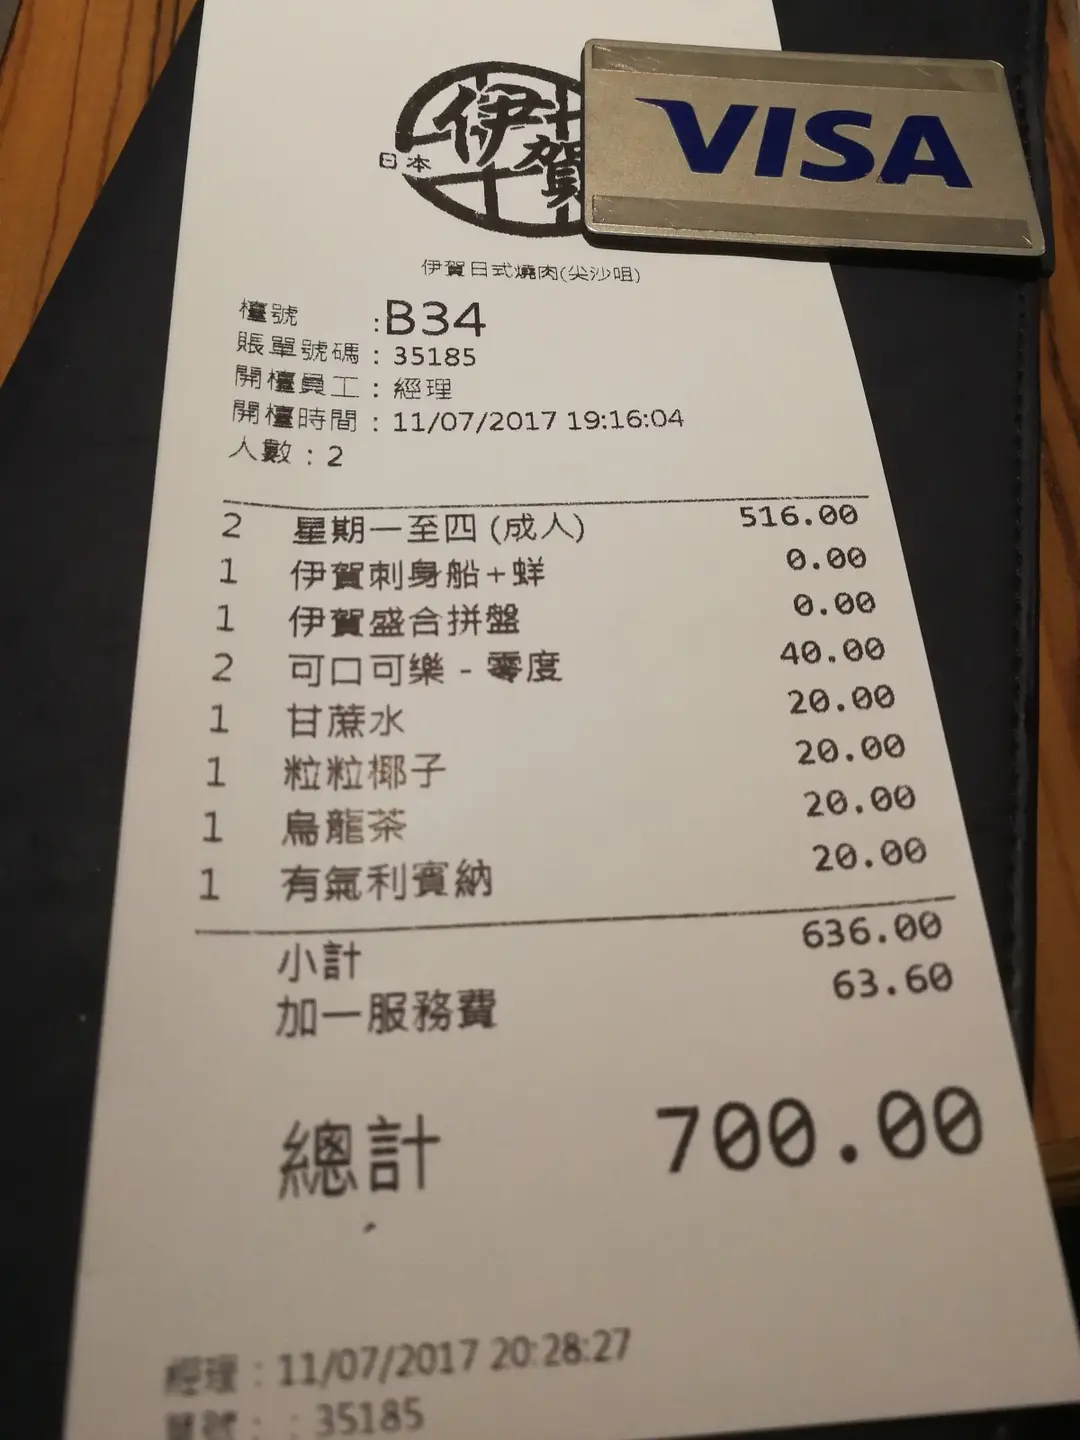 日本 伊賀
VISA
伊賀日式燒肉(尖沙咀)
檯號 :B34
賬單號碼 : 35185
開檯員工 : 經理
開檯時間 : 11/07/2017 19:16:04
人數 : 2
2 星期一至四 (成人) 516.00
1 伊賀刺身船+蛘 0.00
1 伊賀盛合拼盤 0.00
2 可口可樂 - 零度 40.00
1 甘蔗水 20.00
1 粒粒椰子 20.00
1 烏龍茶 20.00
1 有氣利賓納 20.00
小計 636.00
加一服務費 63.60
總計 700.00
經理 : 11/07/2017 20:28:27
單號 : : 35185